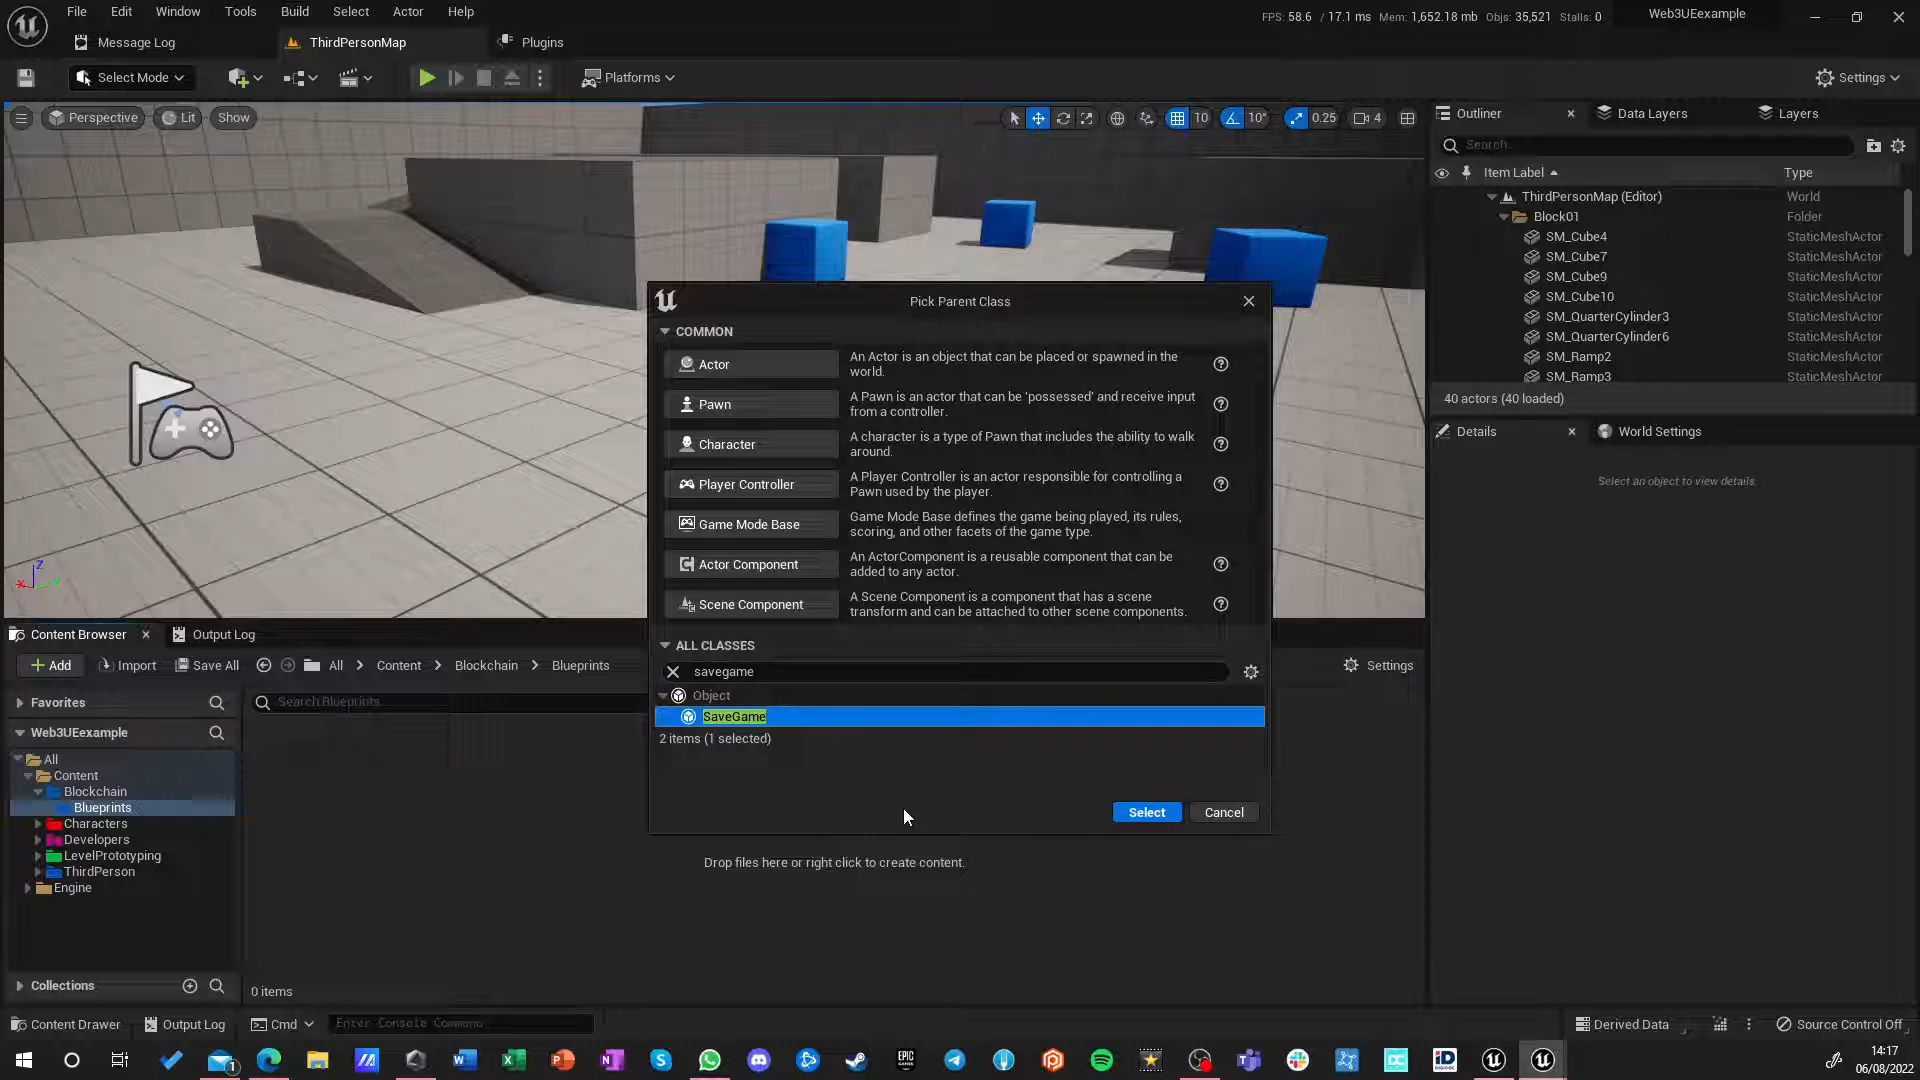 File Edit Window Tools Build Select Actor Help
FPS: 58.6 / 17.1 ms Mem: 1,652.18 mb Objs: 35,521 Stalls: 0
Web3UEexample
Message Log
ThirdPersonMap
Plugins
Select Mode
Platforms
Settings
Perspective
Lit
Show
10
10°
0.25
4
Outliner
Data Layers
Layers
Search...
Item Label
Type
ThirdPersonMap (Editor) World
Block01 Folder
SM_Cube4 StaticMeshActor
SM_Cube7 StaticMeshActor
SM_Cube9 StaticMeshActor
SM_Cube10 StaticMeshActor
SM_QuarterCylinder3 StaticMeshActor
SM_QuarterCylinder6 StaticMeshActor
SM_Ramp2 StaticMeshActor
SM_Ramp3 StaticMeshActor
40 actors (40 loaded)
Details
World Settings
Select an object to view details.
Pick Parent Class
COMMON
Actor
An Actor is an object that can be placed or spawned in the
world.
Pawn
A Pawn is an actor that can be 'possessed' and receive input
from a controller.
Character
A character is a type of Pawn that includes the ability to walk
around.
Player Controller
A Player Controller is an actor responsible for controlling a
Pawn used by the player.
Game Mode Base
Game Mode Base defines the game being played, its rules,
scoring, and other facets of the game type.
Actor Component
An ActorComponent is a reusable component that can be
added to any actor.
Scene Component
A Scene Component is a component that has a scene
transform and can be attached to other scene components.
ALL CLASSES
savegame
Object
SaveGame
2 items (1 selected)
Select
Cancel
Z
X
Y
Content Browser
Output Log
Add
Import
Save All
All > Content > Blockchain > Blueprints
Settings
Favorites
Search Blueprints
Web3UEexample
All
Content
Blockchain
Blueprints
Characters
Developers
LevelPrototyping
ThirdPerson
Engine
Drop files here or right click to create content.
Collections
0 items
Content Drawer
Output Log
Cmd
Enter Console Command
Derived Data
Source Control Off
1
EPIC
GAMES
DC
iD
14:17
06/08/2022